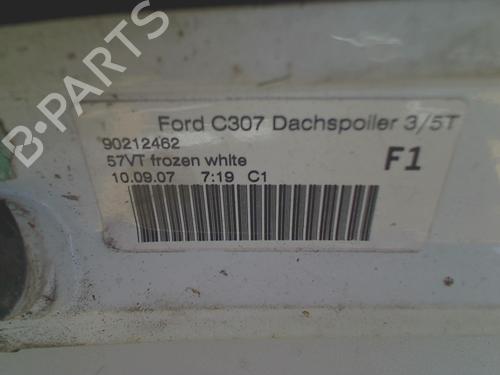 Ford C307 Dachspoiler 3/5T
90212462
57VT frozen white
F1
10.09.07 7:19 C1
B-PARTS